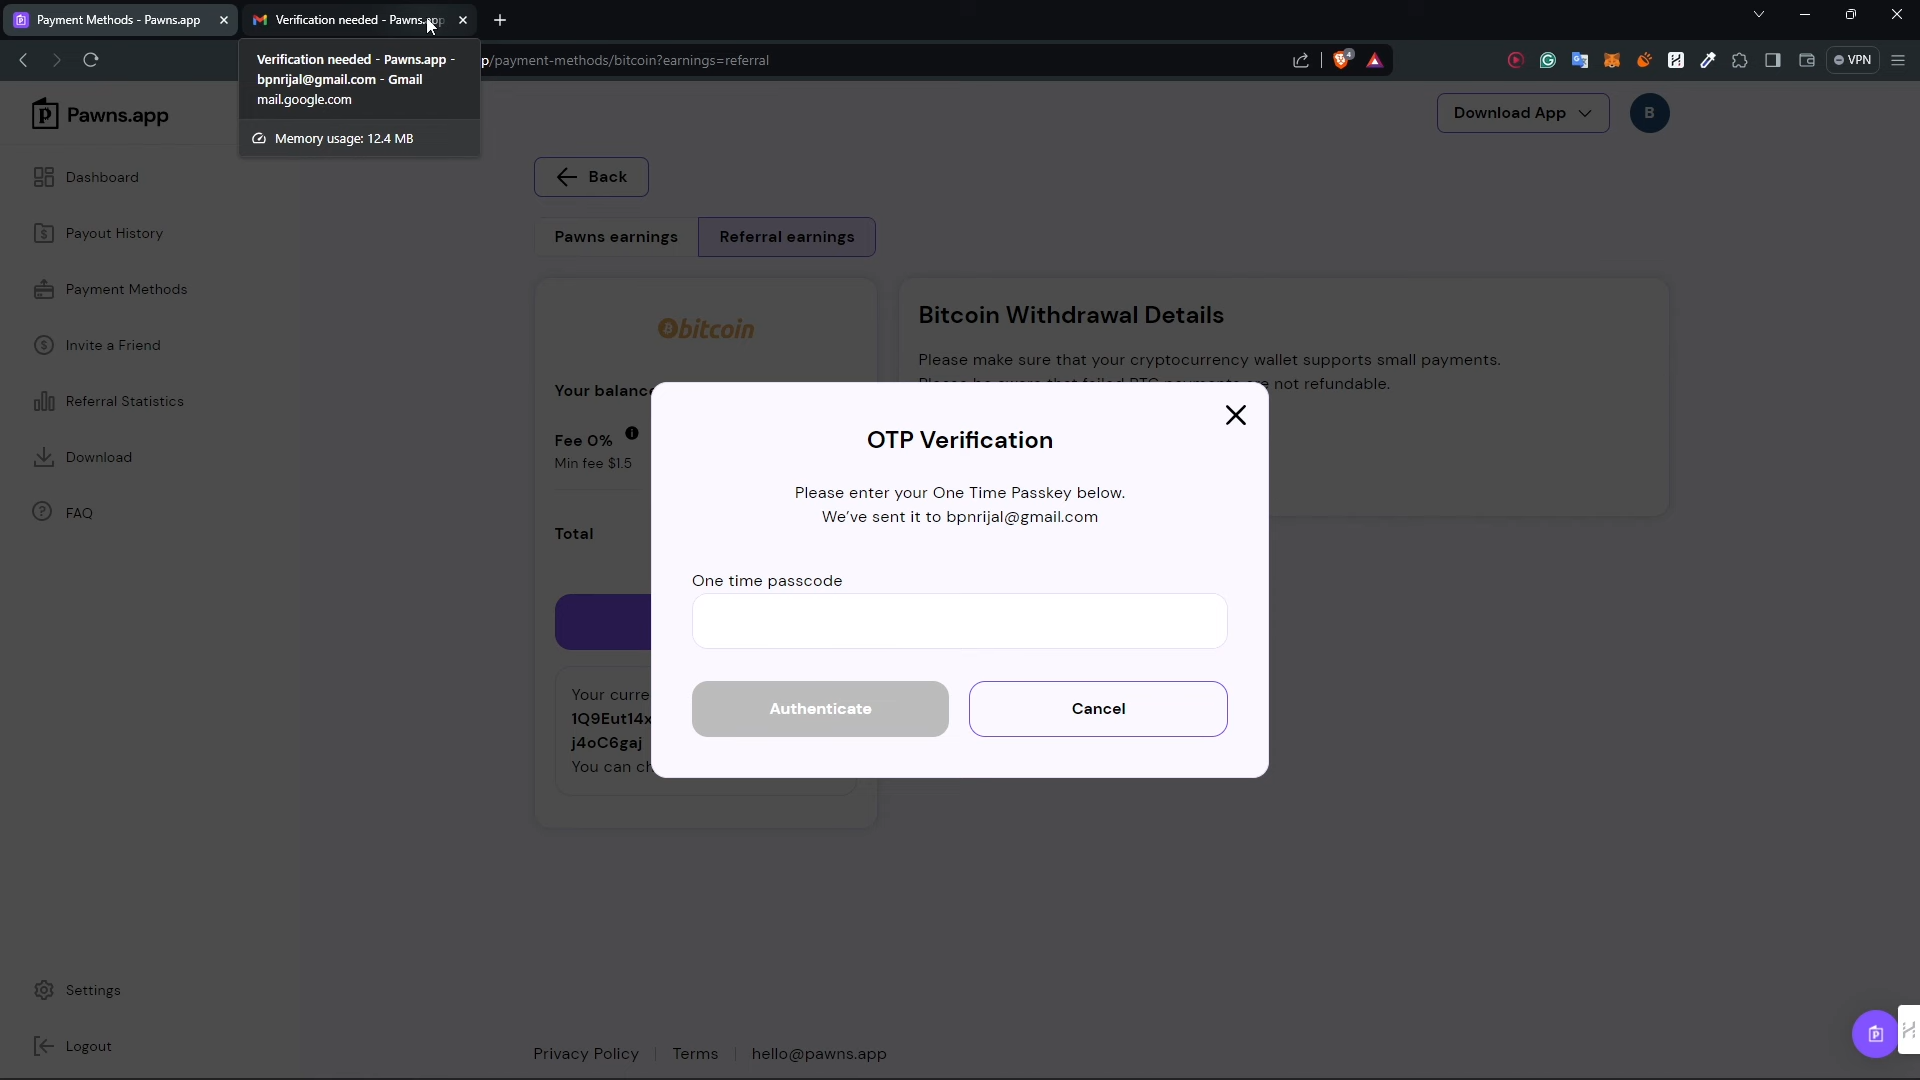 Payment Methods - Pawns.app
Verification needed - Pawns.app
p/payment-methods/bitcoin?earnings=referral
4
VPN
Verification needed - Pawns.app -
bpnrijal@gmail.com - Gmail
mail.google.com
Memory usage: 12.4 MB
Pawns.app
Download App
B
Dashboard
Payout History
Payment Methods
Invite a Friend
Referral Statistics
Download
FAQ
Settings
Logout
Back
Pawns earnings
Referral earnings
bitcoin
Your balance
Fee 0%
Min fee $1.5
Total
Your curre
1Q9Eut14x
j4oC6gaj
You can ch
Bitcoin Withdrawal Details
Please make sure that your cryptocurrency wallet supports small payments.
Please be aware that failed BTC payments are not refundable.
OTP Verification
Please enter your One Time Passkey below.
We've sent it to bpnrijal@gmail.com
One time passcode
Authenticate
Cancel
Privacy Policy
Terms
hello@pawns.app